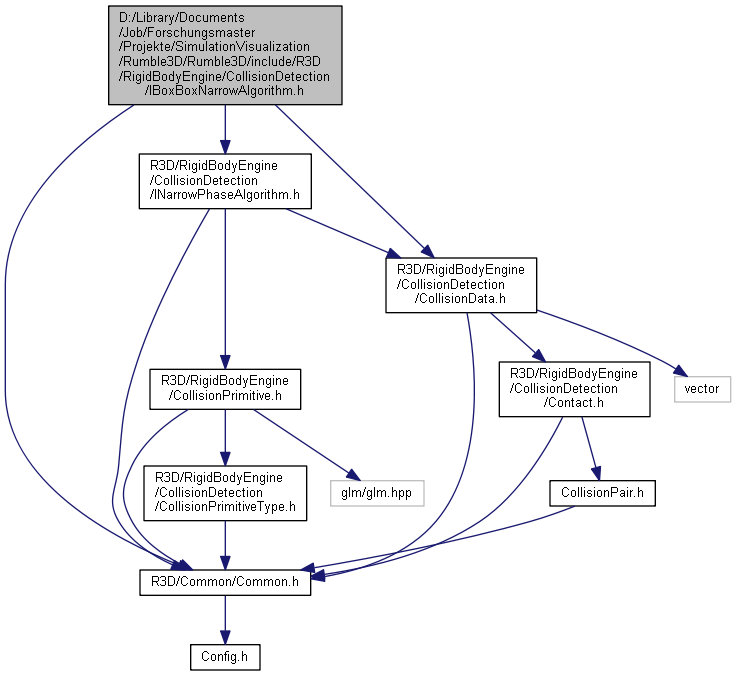 D:/Library/Documents
/Job/Forschungsmaster
/Projekte/SimulationVisualization
/Rumble3D/Rumble3D/include/R3D
/RigidBodyEngine/CollisionDetection
/IBoxBoxNarrowAlgorithm.h
R3D/RigidBodyEngine
/CollisionDetection
/INarrowPhaseAlgorithm.h
R3D/RigidBodyEngine
/CollisionDetection
/CollisionData.h
R3D/RigidBodyEngine
/CollisionPrimitive.h
R3D/RigidBodyEngine
/CollisionDetection
/Contact.h
vector
R3D/RigidBodyEngine
/CollisionDetection
/CollisionPrimitiveType.h
glm/glm.hpp
CollisionPair.h
R3D/Common/Common.h
Config.h